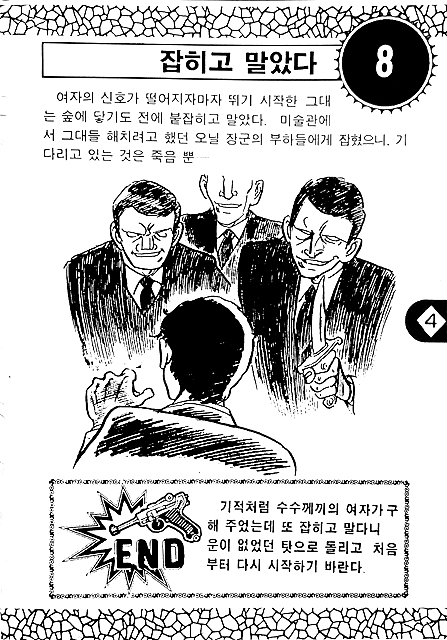 잡히고 말았다
8
여자의 신호가 떨어지자마자 뛰기 시작한 그대
는 숲에 닿기도 전에 붙잡히고 말았다. 미술관에
서 그대를 해치려고 했던 오닐 장군의 부하들에게 잡혔으니, 기
다리고 있는 것은 죽음 뿐—
4
기적처럼 수수께끼의 여자가 구
해 주었는데 또 잡히고 말다니
운이 없었던 탓으로 돌리고 처음
부터 다시 시작하기 바란다.
END